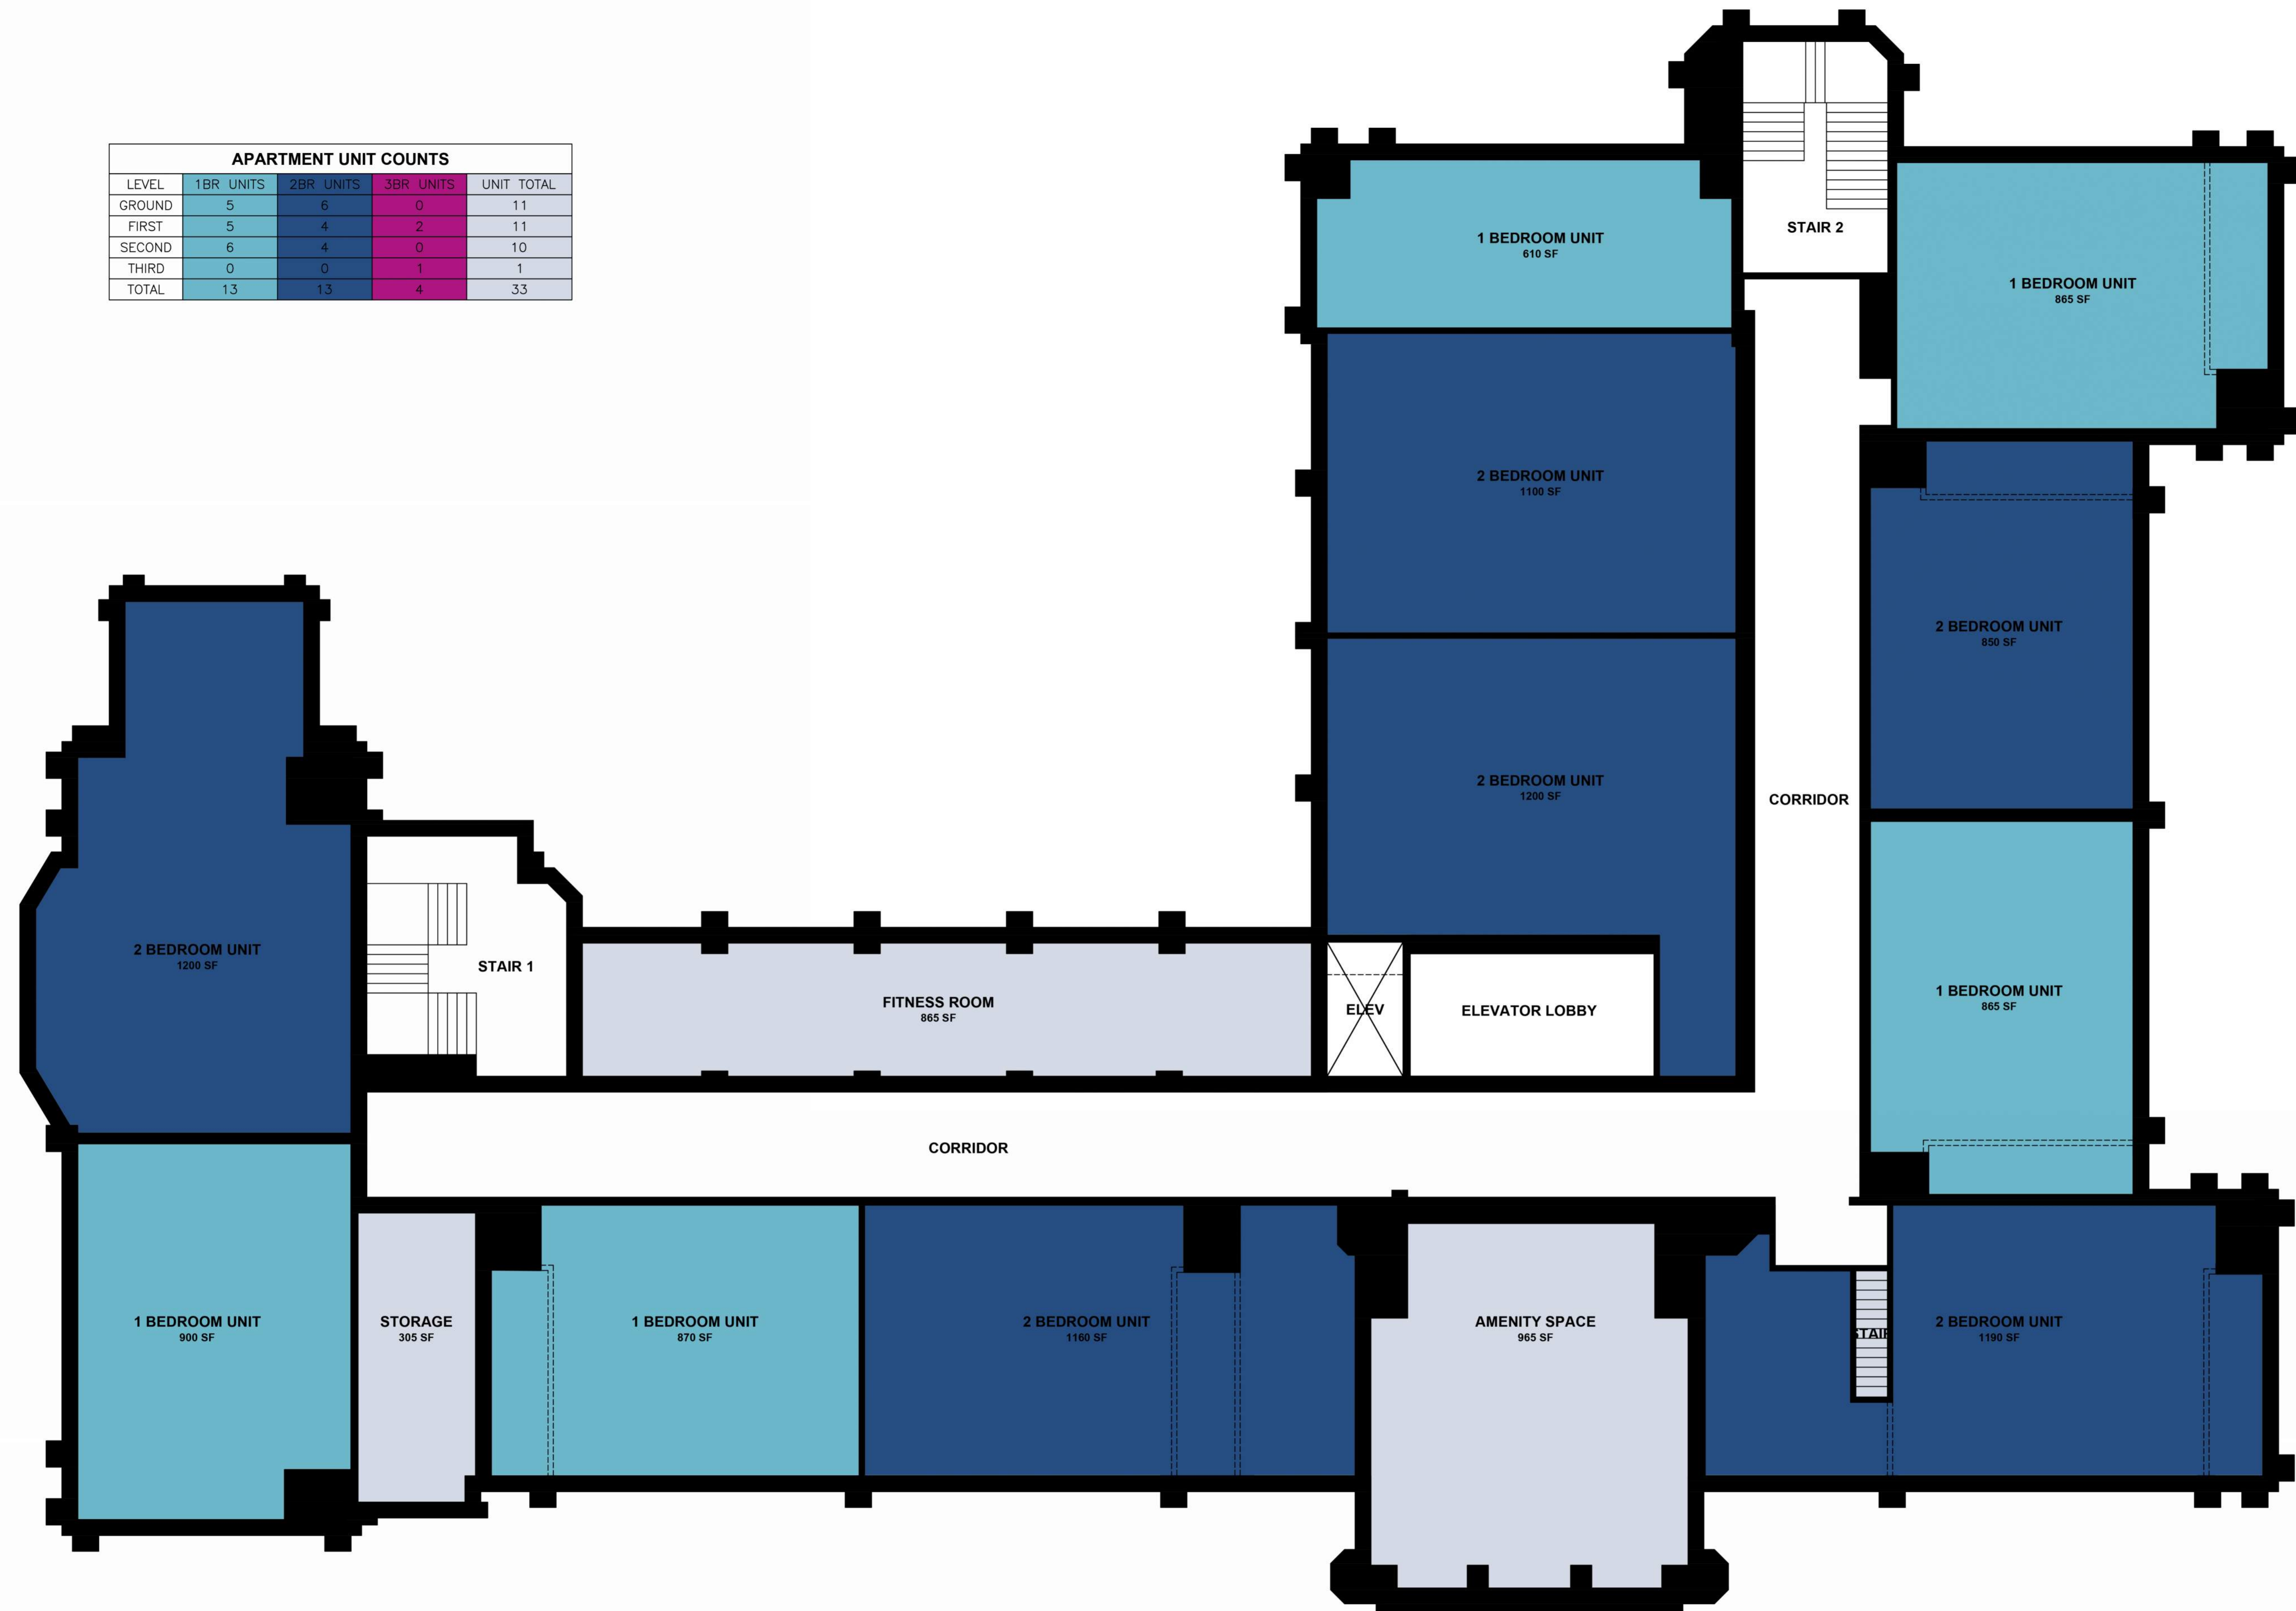 APARTMENT UNIT COUNTS
LEVEL 1BR UNITS 2BR UNITS 3BR UNITS UNIT TOTAL
GROUND 5 6 0 11
FIRST 5 4 2 11
SECOND 6 4 0 10
THIRD 0 0 1 1
TOTAL 13 13 4 33
STAIR 2
1 BEDROOM UNIT
610 SF
1 BEDROOM UNIT
865 SF
2 BEDROOM UNIT
1100 SF
2 BEDROOM UNIT
850 SF
2 BEDROOM UNIT
1200 SF
CORRIDOR
2 BEDROOM UNIT
1200 SF
STAIR 1
FITNESS ROOM
865 SF
ELEV
ELEVATOR LOBBY
1 BEDROOM UNIT
865 SF
CORRIDOR
1 BEDROOM UNIT
900 SF
STORAGE
305 SF
1 BEDROOM UNIT
870 SF
2 BEDROOM UNIT
1160 SF
AMENITY SPACE
965 SF
STAIR
2 BEDROOM UNIT
1190 SF